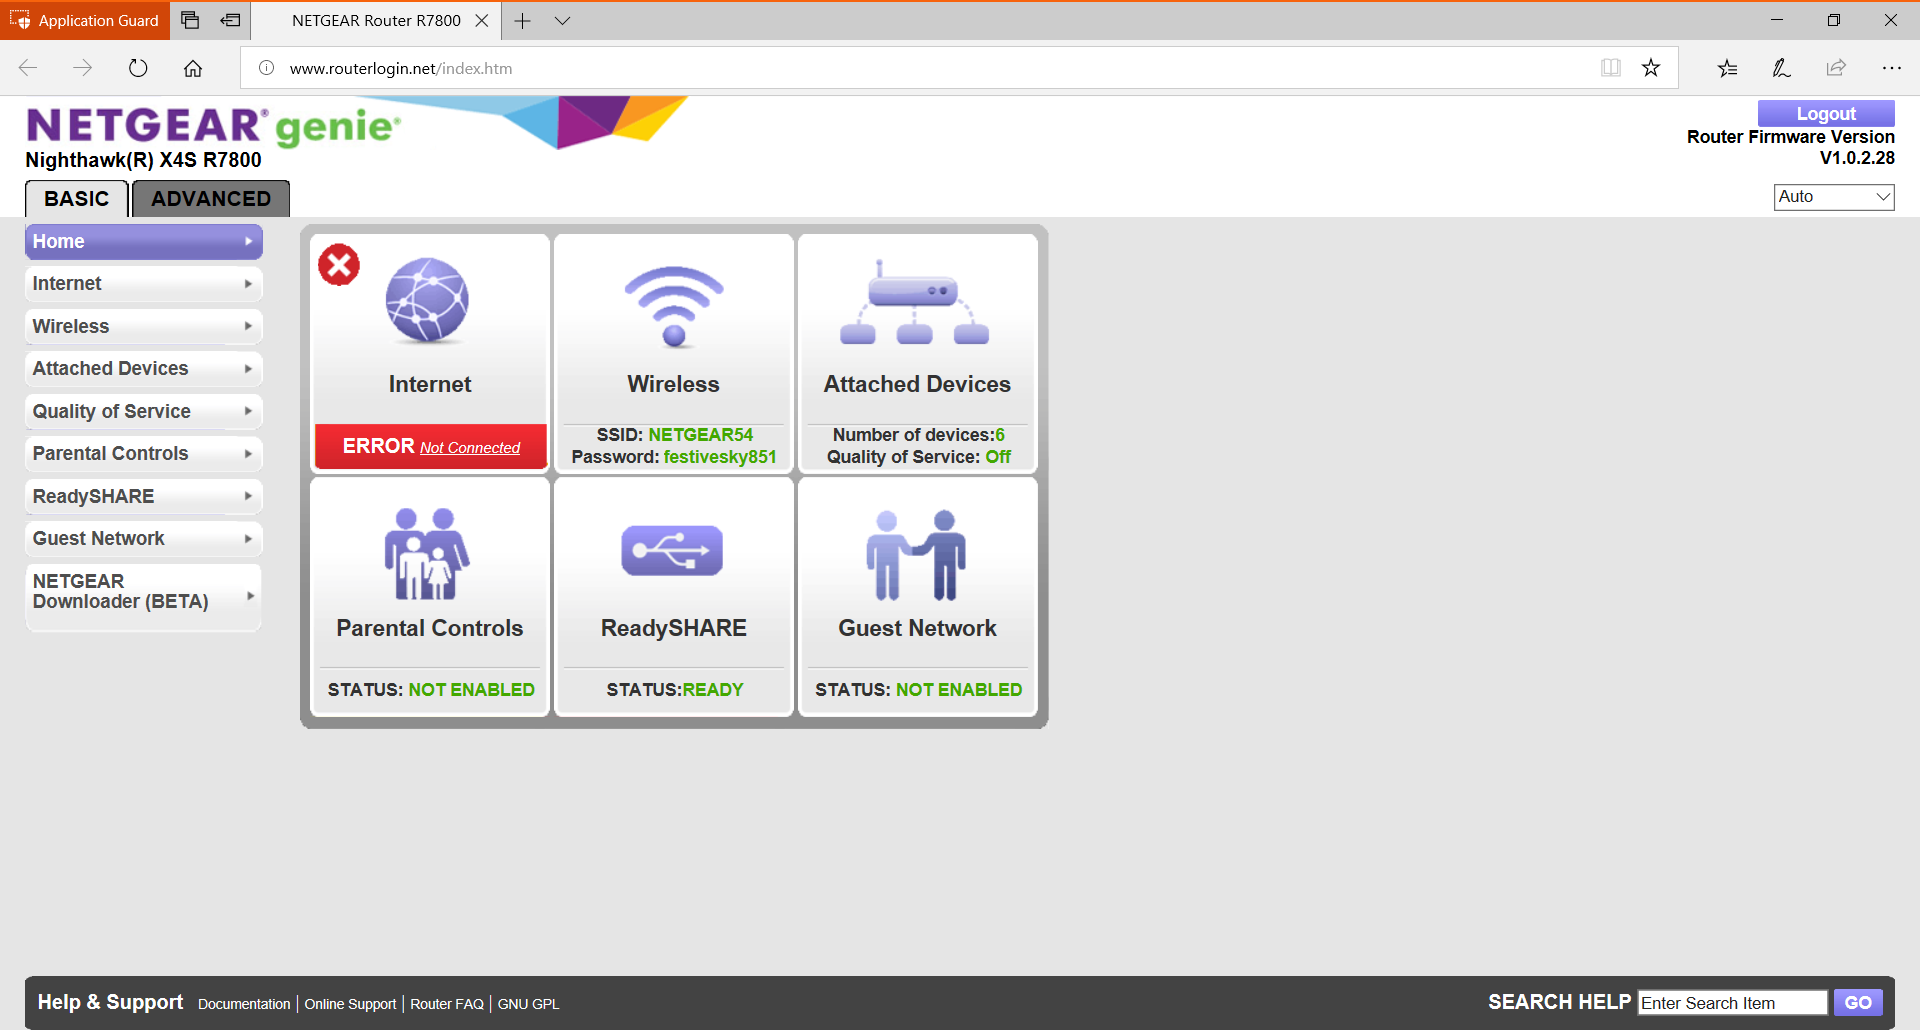 Application Guard
NETGEAR Router R7800
www.routerlogin.net/index.htm
NETGEAR® genie®
Nighthawk(R) X4S R7800
Logout
Router Firmware Version
V1.0.2.28
BASIC
ADVANCED
Auto
Home
Internet
Wireless
Attached Devices
Quality of Service
Parental Controls
ReadySHARE
Guest Network
NETGEAR
Downloader (BETA)
Internet
ERROR Not Connected
Wireless
SSID: NETGEAR54
Password: festivesky851
Attached Devices
Number of devices:6
Quality of Service: Off
Parental Controls
STATUS: NOT ENABLED
ReadySHARE
STATUS:READY
Guest Network
STATUS: NOT ENABLED
Help & Support Documentation | Online Support | Router FAQ | GNU GPL
SEARCH HELP Enter Search Item GO